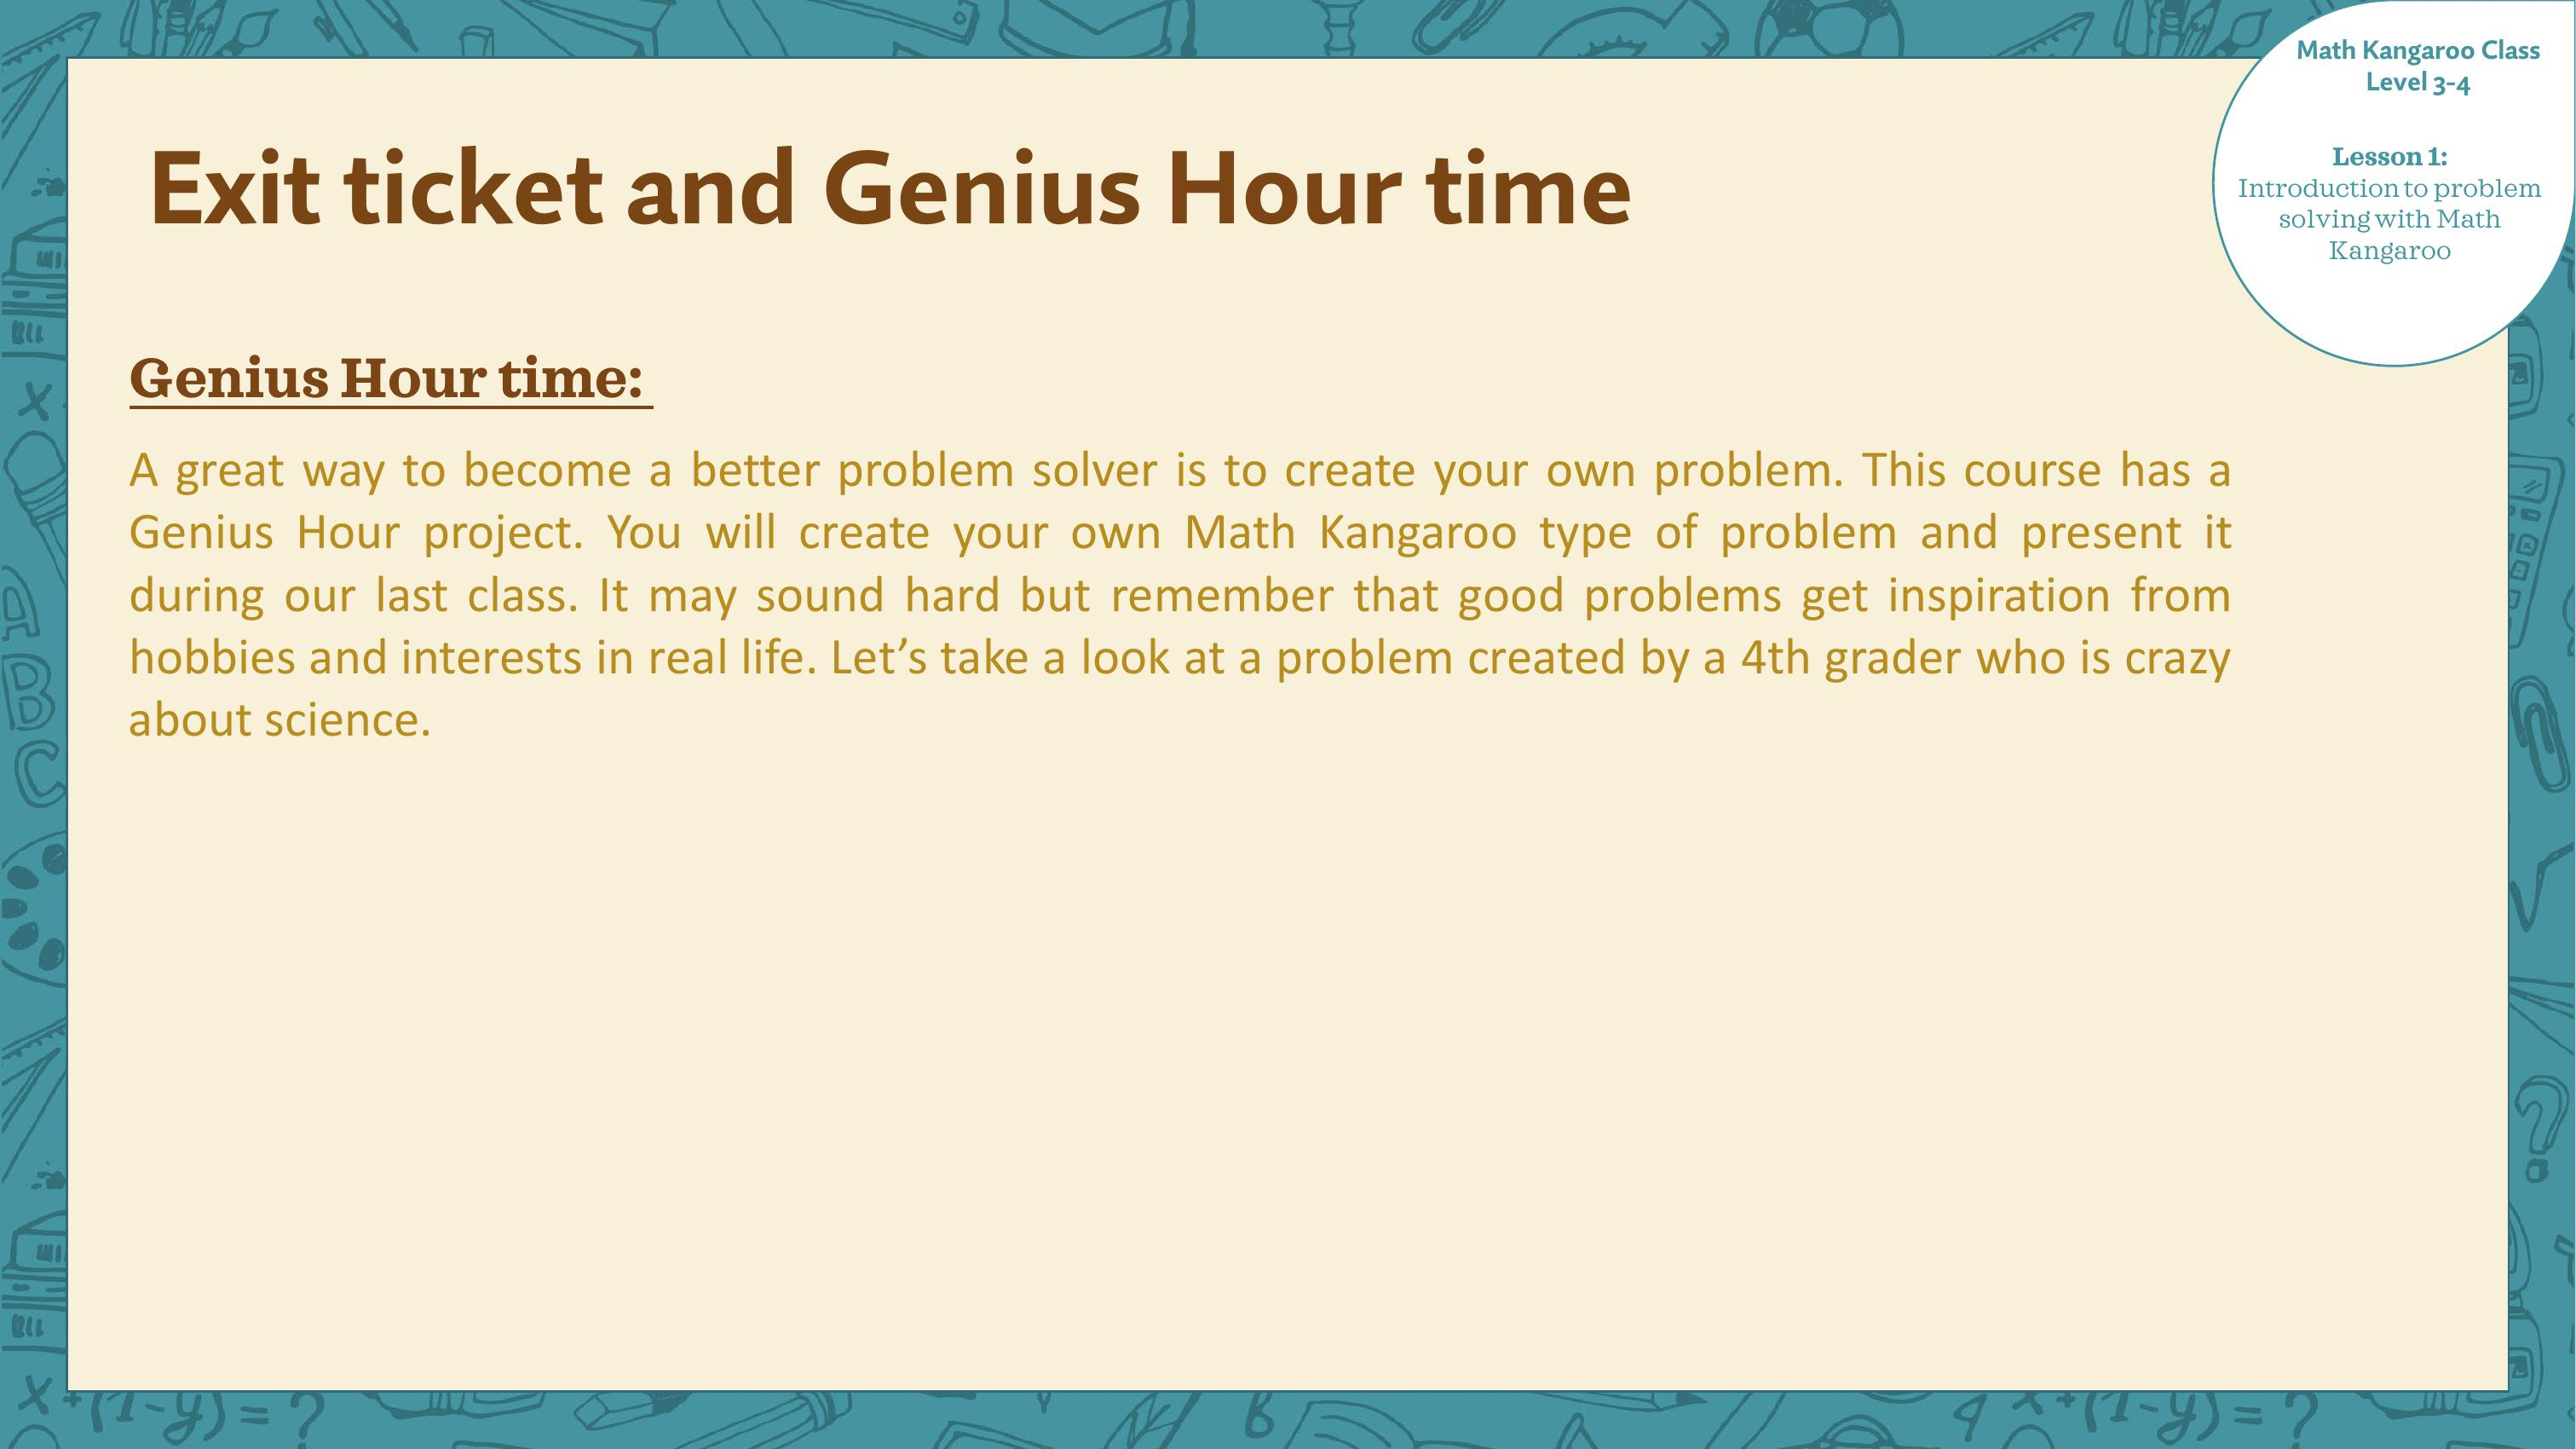 Math Kangaroo Class
Level 3-4
Lesson 1:
Introduction to problem
solving with Math
Kangaroo
Exit ticket and Genius Hour time
Genius Hour time:
A great way to become a better problem solver is to create your own problem. This course has a
Genius Hour project. You will create your own Math Kangaroo type of problem and present it
during our last class. It may sound hard but remember that good problems get inspiration from
hobbies and interests in real life. Let’s take a look at a problem created by a 4th grader who is crazy
about science.
x
A
B
C
?
x+(1-y)=?
B
x+(1-y)=?